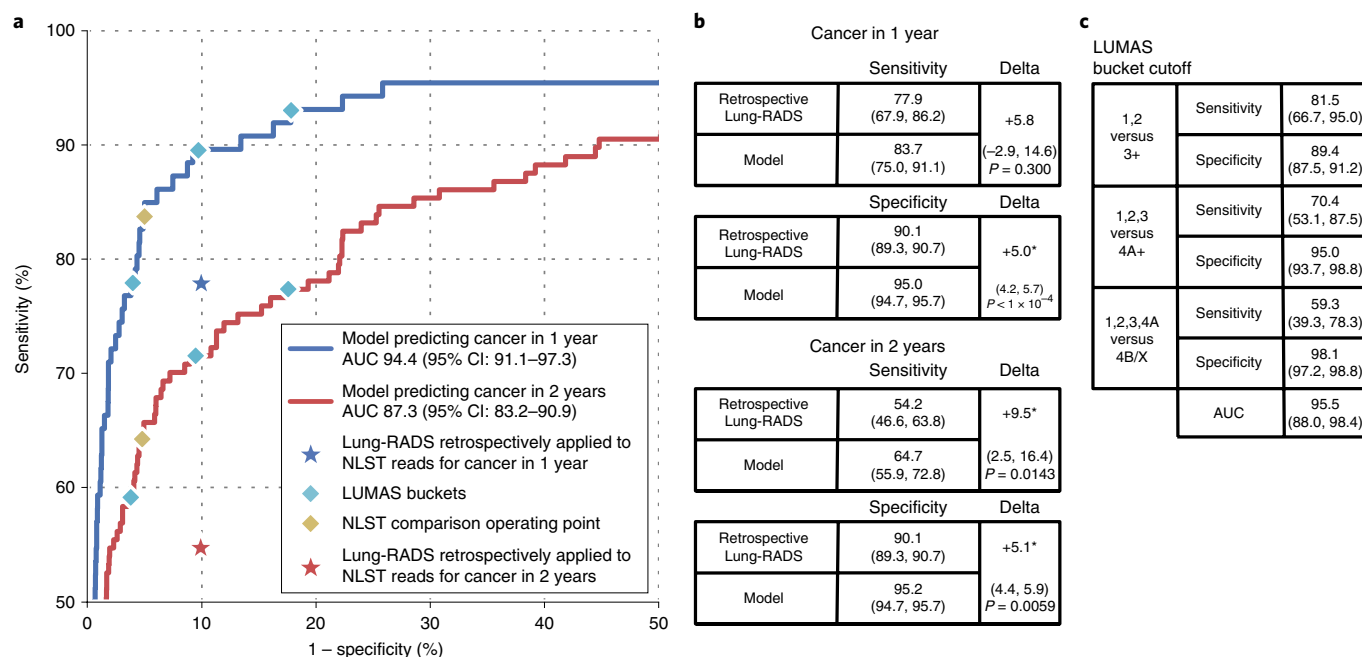 a
100
90
80
70
60
50
Sensitivity (%)
0
10
20
30
40
50
1 – specificity (%)
Model predicting cancer in 1 year
AUC 94.4 (95% CI: 91.1–97.3)
Model predicting cancer in 2 years
AUC 87.3 (95% CI: 83.2–90.9)
Lung-RADS retrospectively applied to
NLST reads for cancer in 1 year
LUMAS buckets
NLST comparison operating point
Lung-RADS retrospectively applied to
NLST reads for cancer in 2 years
b
Cancer in 1 year
Sensitivity Delta
Retrospective
Lung-RADS
77.9
(67.9, 86.2)
Model
83.7
(75.0, 91.1)
+5.8
(–2.9, 14.6)
P = 0.300
Specificity Delta
Retrospective
Lung-RADS
90.1
(89.3, 90.7)
Model
95.0
(94.7, 95.7)
+5.0*
(4.2, 5.7)
P < 1 × 10–4
Cancer in 2 years
Sensitivity Delta
Retrospective
Lung-RADS
54.2
(46.6, 63.8)
Model
64.7
(55.9, 72.8)
+9.5*
(2.5, 16.4)
P = 0.0143
Specificity Delta
Retrospective
Lung-RADS
90.1
(89.3, 90.7)
Model
95.2
(94.7, 95.7)
+5.1*
(4.4, 5.9)
P = 0.0059
c
LUMAS
bucket cutoff
1,2
versus
3+
Sensitivity
81.5
(66.7, 95.0)
Specificity
89.4
(87.5, 91.2)
1,2,3
versus
4A+
Sensitivity
70.4
(53.1, 87.5)
Specificity
95.0
(93.7, 98.8)
1,2,3,4A
versus
4B/X
Sensitivity
59.3
(39.3, 78.3)
Specificity
98.1
(97.2, 98.8)
AUC
95.5
(88.0, 98.4)